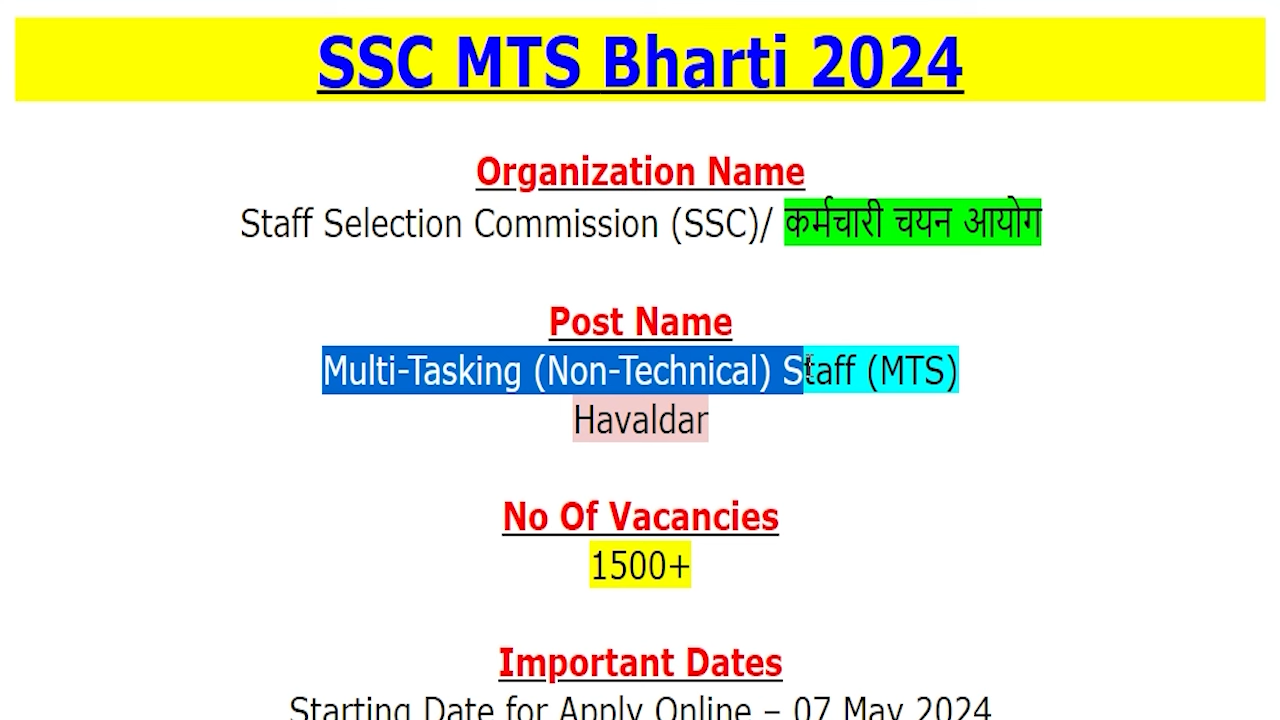 SSC MTS Bharti 2024
Organization Name
Staff Selection Commission (SSC)/ कर्मचारी चयन आयोग
Post Name
Multi-Tasking (Non-Technical) Staff (MTS)
Havaldar
No Of Vacancies
1500+
Important Dates
Starting Date for Apply Online – 07 May 2024